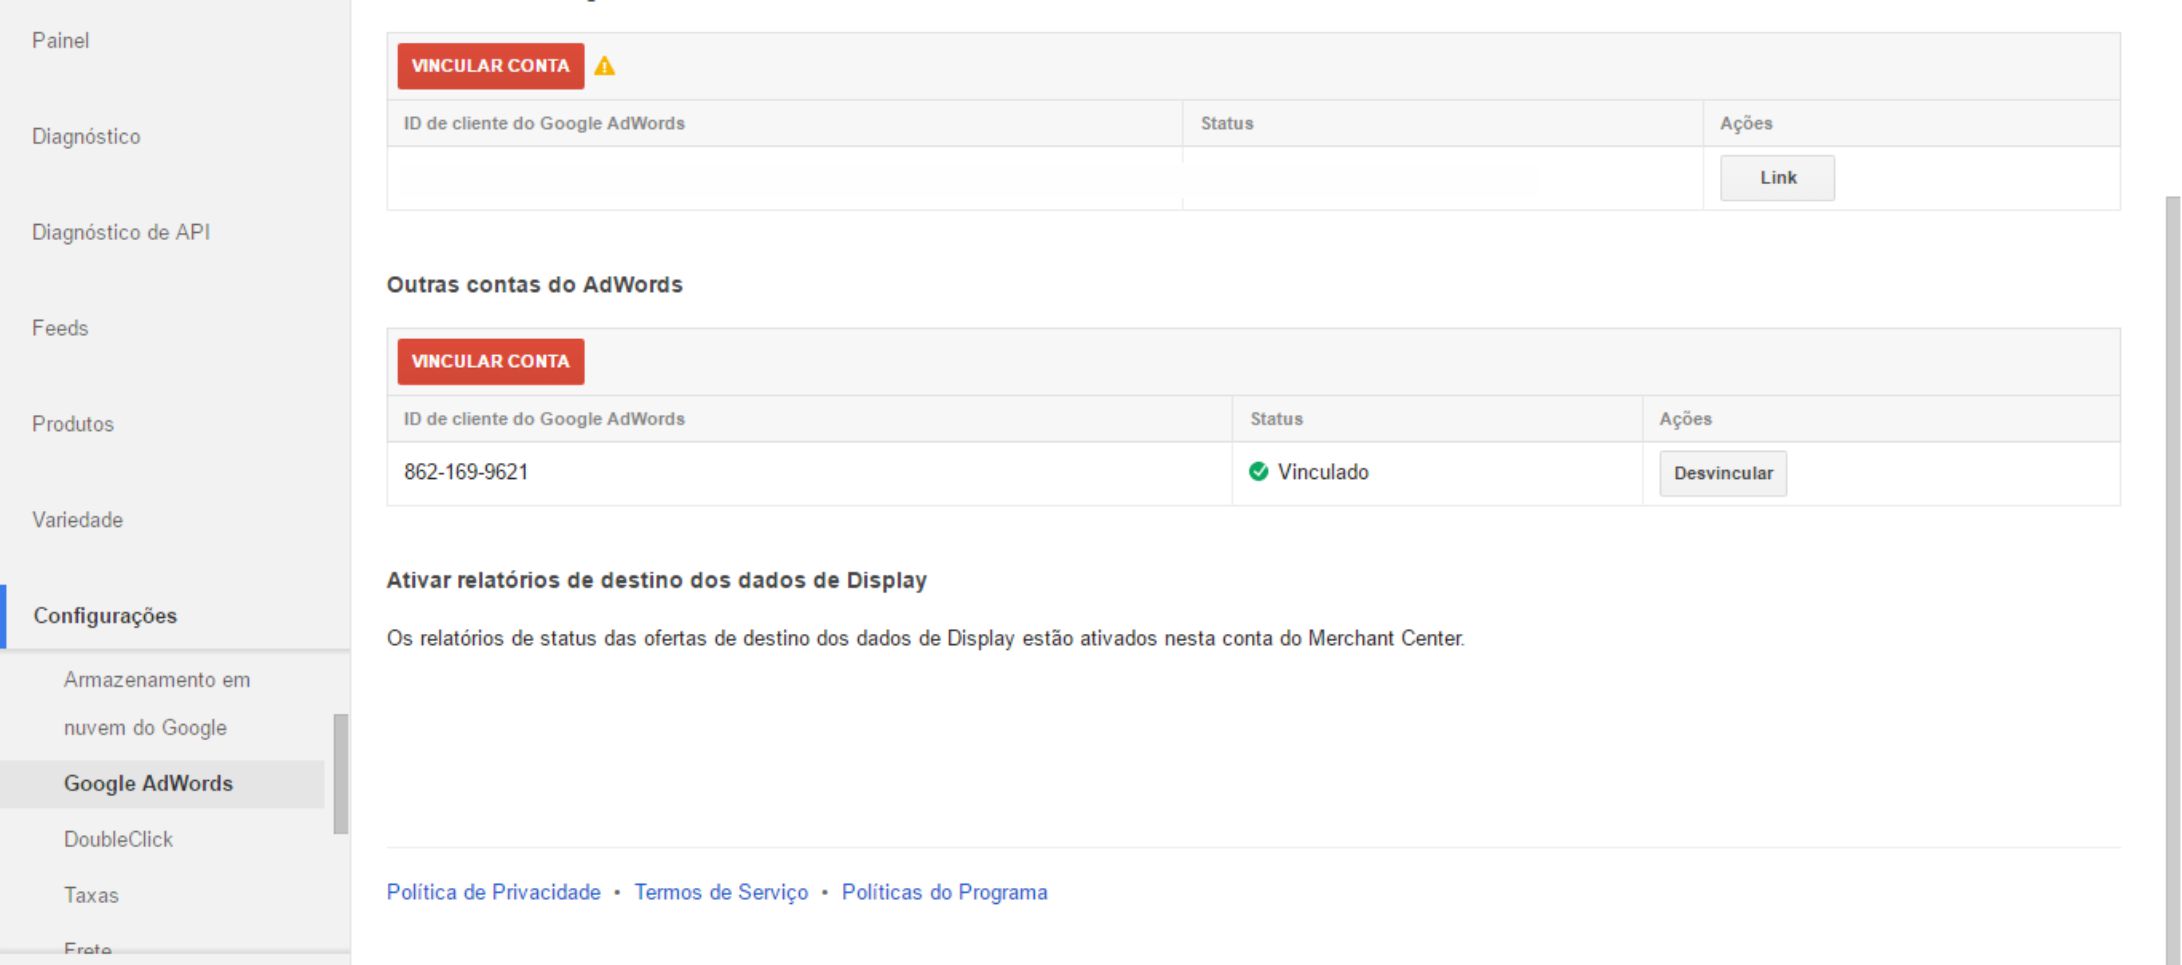 Painel
Diagnóstico
Diagnóstico de API
Feeds
Produtos
Variedade
Configurações
Armazenamento em
nuvem do Google
Google AdWords
DoubleClick
Taxas
Frete
VINCULAR CONTA
ID de cliente do Google AdWords Status Ações
Link
Outras contas do AdWords
VINCULAR CONTA
ID de cliente do Google AdWords Status Ações
862-169-9621 Vinculado Desvincular
Ativar relatórios de destino dos dados de Display
Os relatórios de status das ofertas de destino dos dados de Display estão ativados nesta conta do Merchant Center.
Política de Privacidade • Termos de Serviço • Políticas do Programa